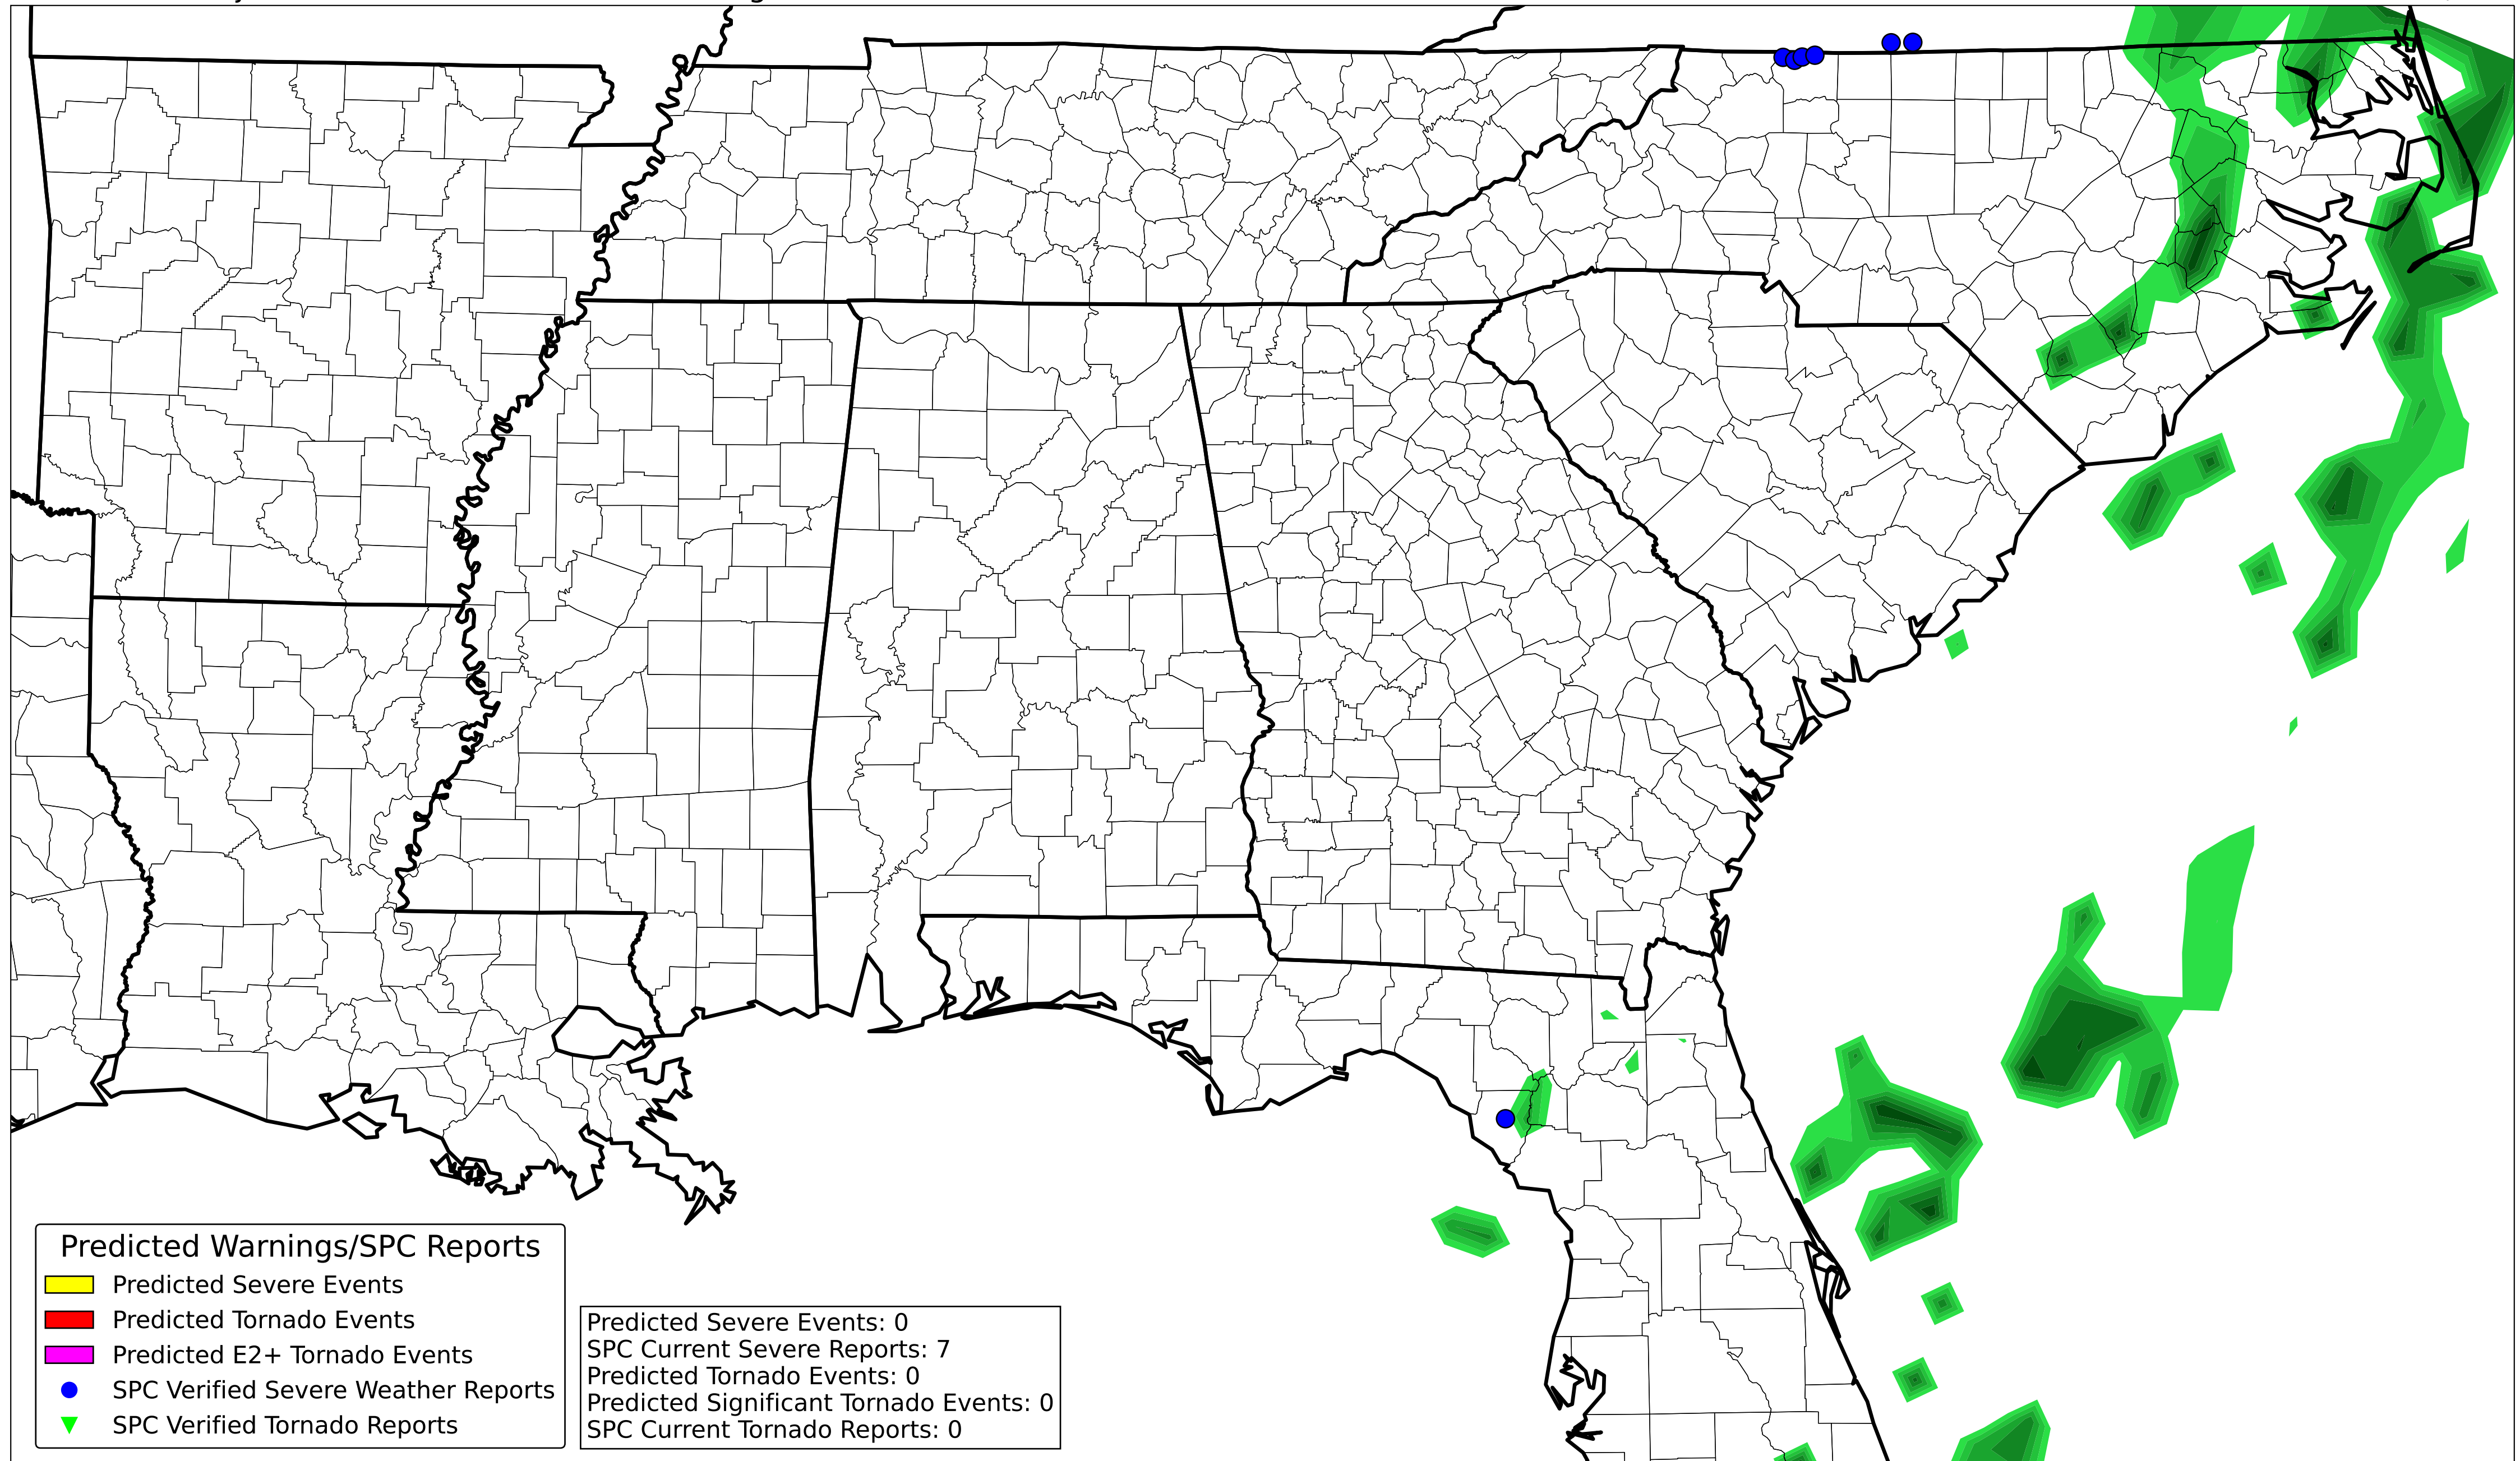 Predicted Warnings/SPC Reports
Predicted Severe Events
Predicted Tornado Events
Predicted E2+ Tornado Events
SPC Verified Severe Weather Reports
SPC Verified Tornado Reports
Predicted Severe Events: 0
SPC Current Severe Reports: 7
Predicted Tornado Events: 0
Predicted Significant Tornado Events: 0
SPC Current Tornado Reports: 0